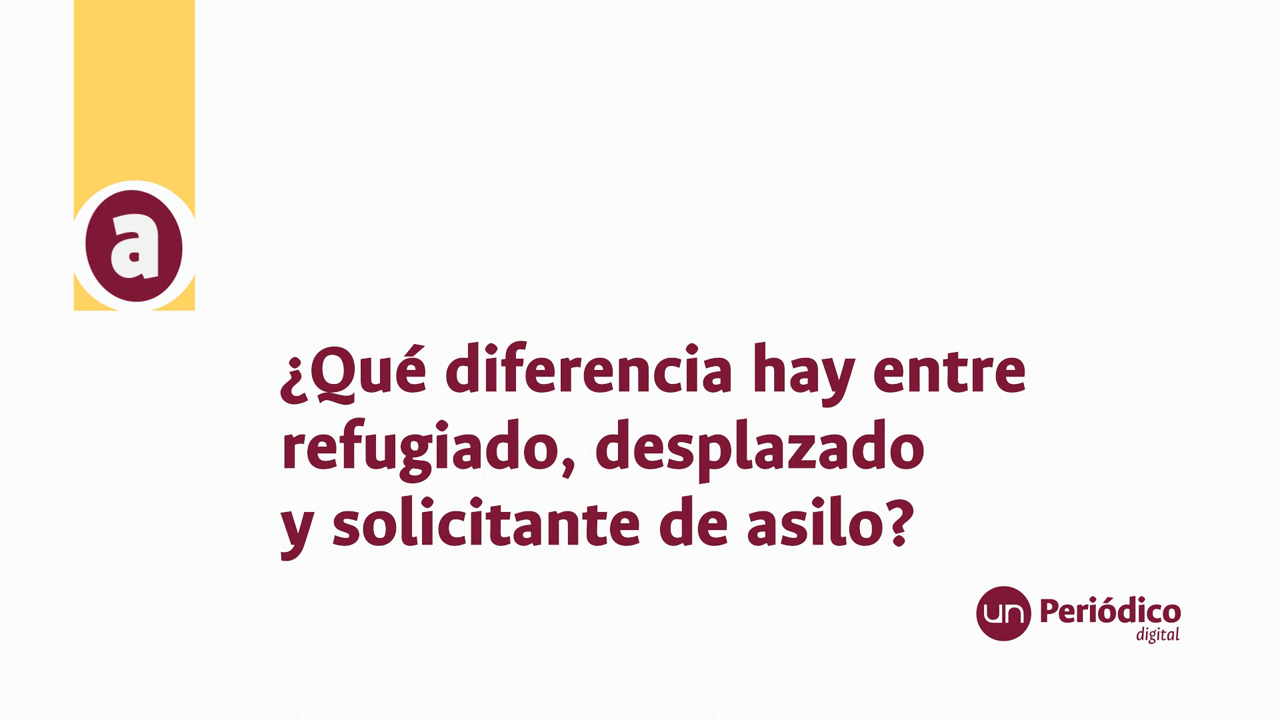 a
¿Qué diferencia hay entre
refugiado, desplazado
y solicitante de asilo?
un Periódico
digital